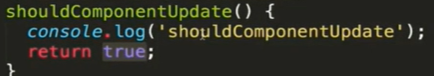 shouldComponentUpdate() {
console.log('shouldComponentUpdate');
return true;
}